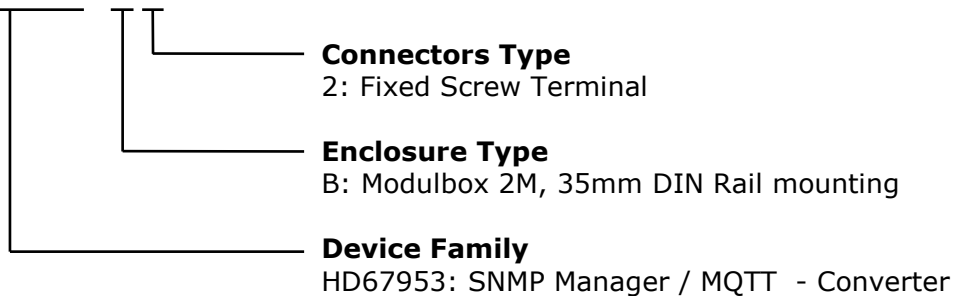 Connectors Type
2: Fixed Screw Terminal
Enclosure Type
B: Modulbox 2M, 35mm DIN Rail mounting
Device Family
HD67953: SNMP Manager / MQTT - Converter